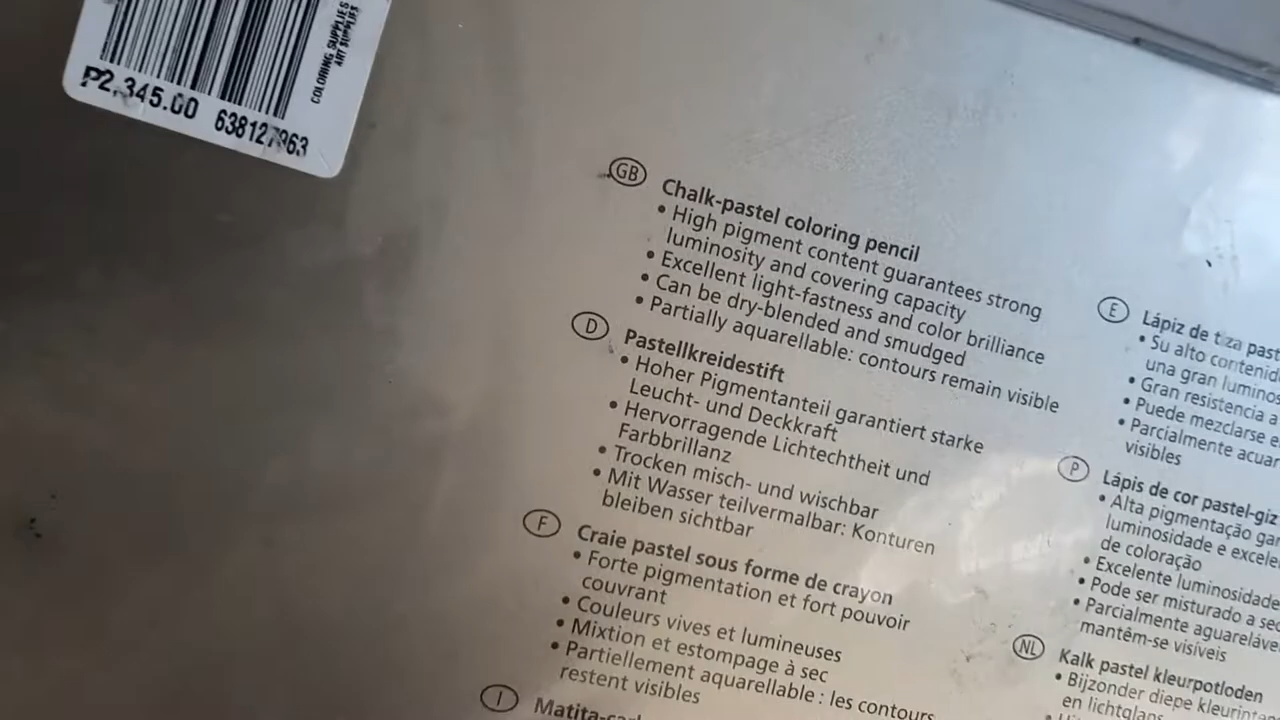 COLORING SUPPLIES
ART SUPPLIES
₱2,345.00 638127963
GB
Chalk-pastel coloring pencil
• High pigment content guarantees strong
luminosity and covering capacity
• Excellent light-fastness and color brilliance
• Can be dry-blended and smudged
• Partially aquarellable: contours remain visible
D
Pastellkreidestift
• Hoher Pigmentanteil garantiert starke
Leucht- und Deckkraft
• Hervorragende Lichtechtheit und
Farbbrillanz
• Trocken misch- und wischbar
• Mit Wasser teilvermalbar: Konturen
bleiben sichtbar
F
Craie pastel sous forme de crayon
• Forte pigmentation et fort pouvoir
couvrant
• Couleurs vives et lumineuses
• Mixtion et estompage à sec
• Partiellement aquarellable : les contours
restent visibles
I
E
Lápiz de tiza
• Su alto
una gran
• Gran resistencia a
• Puede mezclarse
• Parcialmente
visibles
P
Lápis de cor pastel-giz
• Alta pigmentação
luminosidade e
de coloração
• Excelente luminosidade
• Pode ser misturado a
• Parcialmente
mantêm-se visíveis
NL
Kalk pastel kleurpotloden
• Bijzonder diepe
en